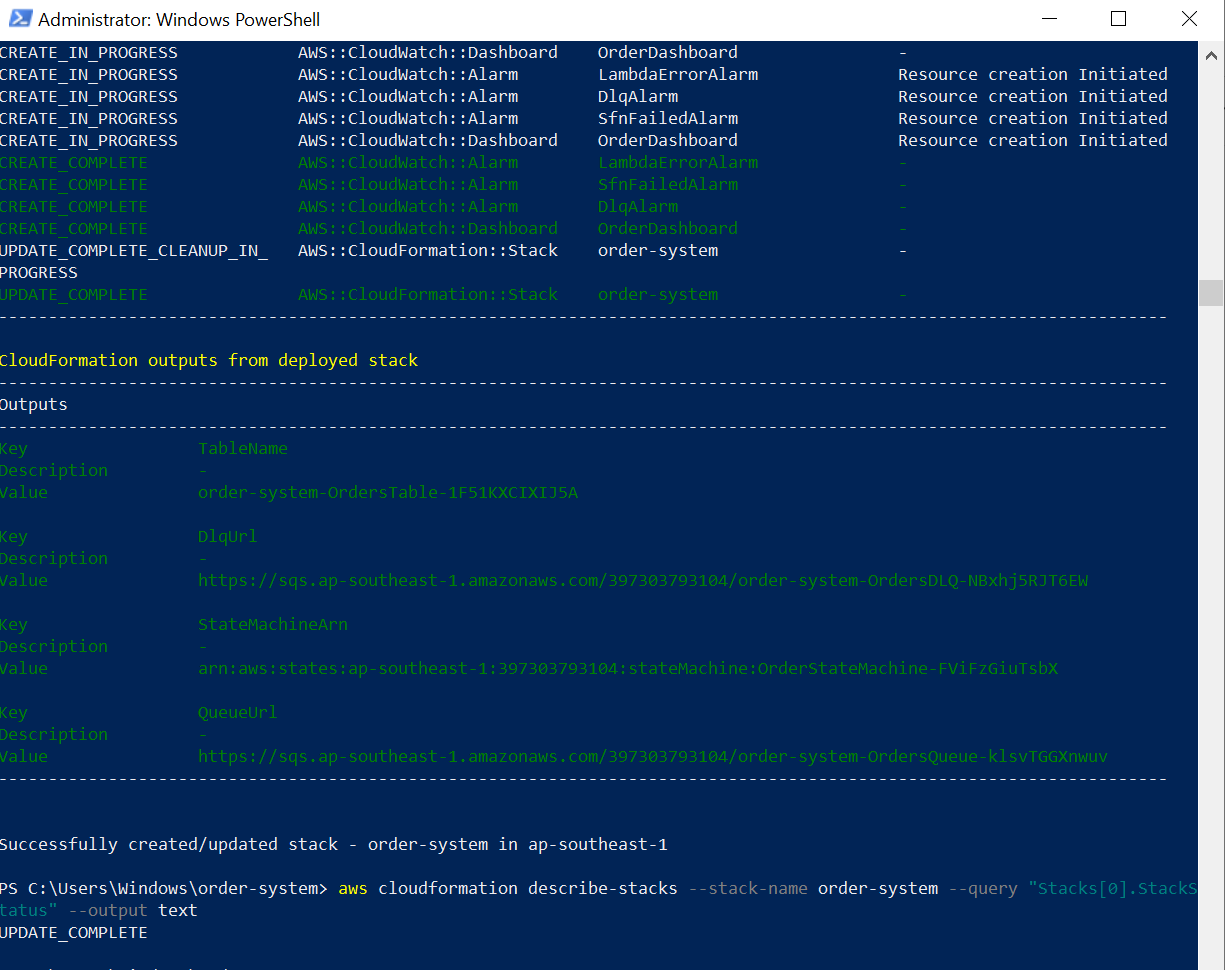 Administrator: Windows PowerShell
CREATE_IN_PROGRESS AWS::CloudWatch::Dashboard OrderDashboard -
CREATE_IN_PROGRESS AWS::CloudWatch::Alarm LambdaErrorAlarm Resource creation Initiated
CREATE_IN_PROGRESS AWS::CloudWatch::Alarm DlqAlarm Resource creation Initiated
CREATE_IN_PROGRESS AWS::CloudWatch::Alarm SfnFailedAlarm Resource creation Initiated
CREATE_IN_PROGRESS AWS::CloudWatch::Dashboard OrderDashboard Resource creation Initiated
CREATE_COMPLETE AWS::CloudWatch::Alarm LambdaErrorAlarm -
CREATE_COMPLETE AWS::CloudWatch::Alarm SfnFailedAlarm -
CREATE_COMPLETE AWS::CloudWatch::Alarm DlqAlarm -
CREATE_COMPLETE AWS::CloudWatch::Dashboard OrderDashboard -
UPDATE_COMPLETE_CLEANUP_IN_ AWS::CloudFormation::Stack order-system -
PROGRESS
UPDATE_COMPLETE AWS::CloudFormation::Stack order-system -
---------------------------------------------------------------------------------------------------------------------
CloudFormation outputs from deployed stack
---------------------------------------------------------------------------------------------------------------------
Outputs
---------------------------------------------------------------------------------------------------------------------
Key TableName
Description -
Value order-system-OrdersTable-1F51KXCIXIJ5A
Key DlqUrl
Description -
Value https://sqs.ap-southeast-1.amazonaws.com/397303793104/order-system-OrdersDLQ-NBxhj5RJT6EW
Key StateMachineArn
Description -
Value arn:aws:states:ap-southeast-1:397303793104:stateMachine:OrderStateMachine-FViFzGiuTsbX
Key QueueUrl
Description -
Value https://sqs.ap-southeast-1.amazonaws.com/397303793104/order-system-OrdersQueue-klsvTGGXnwuv
---------------------------------------------------------------------------------------------------------------------
Successfully created/updated stack - order-system in ap-southeast-1
PS C:\Users\Windows\order-system> aws cloudformation describe-stacks --stack-name order-system --query "Stacks[0].StackS
tatus" --output text
UPDATE_COMPLETE